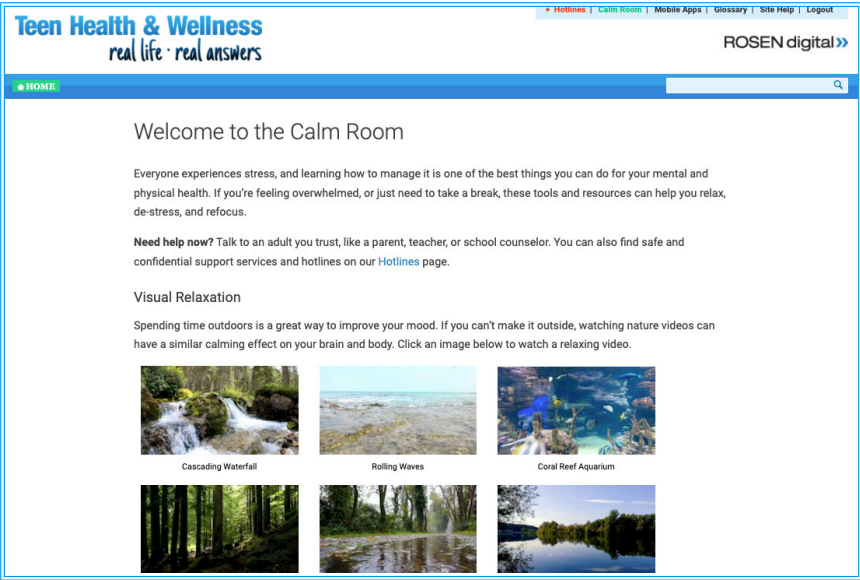 Teen Health & Wellness
real life · real answers
+ Hotlines | Calm Room | Mobile Apps | Glossary | Site Help | Logout
ROSEN digital»
HOME
Welcome to the Calm Room
Everyone experiences stress, and learning how to manage it is one of the best things you can do for your mental and
physical health. If you're feeling overwhelmed, or just need to take a break, these tools and resources can help you relax,
de-stress, and refocus.
Need help now? Talk to an adult you trust, like a parent, teacher, or school counselor. You can also find safe and
confidential support services and hotlines on our Hotlines page.
Visual Relaxation
Spending time outdoors is a great way to improve your mood. If you can't make it outside, watching nature videos can
have a similar calming effect on your brain and body. Click an image below to watch a relaxing video.
Cascading Waterfall
Rolling Waves
Coral Reef Aquarium